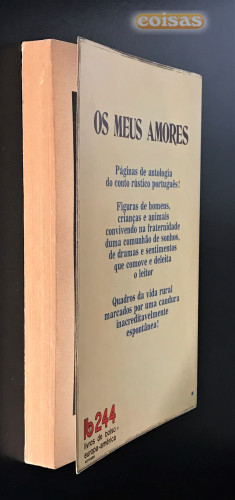 coisas
OS MEUS AMORES
Páginas de antologia
do conto rústico português!
Figuras de homens,
crianças e animais
convivendo na fraternidade
duma comunhão de sonhos,
de dramas e sentimentos
que comove e deleita
o leitor
Quadros da vida rural
marcados por uma candura
inacreditavelmente
espontânea!
244
livros de bolso
europa-américa